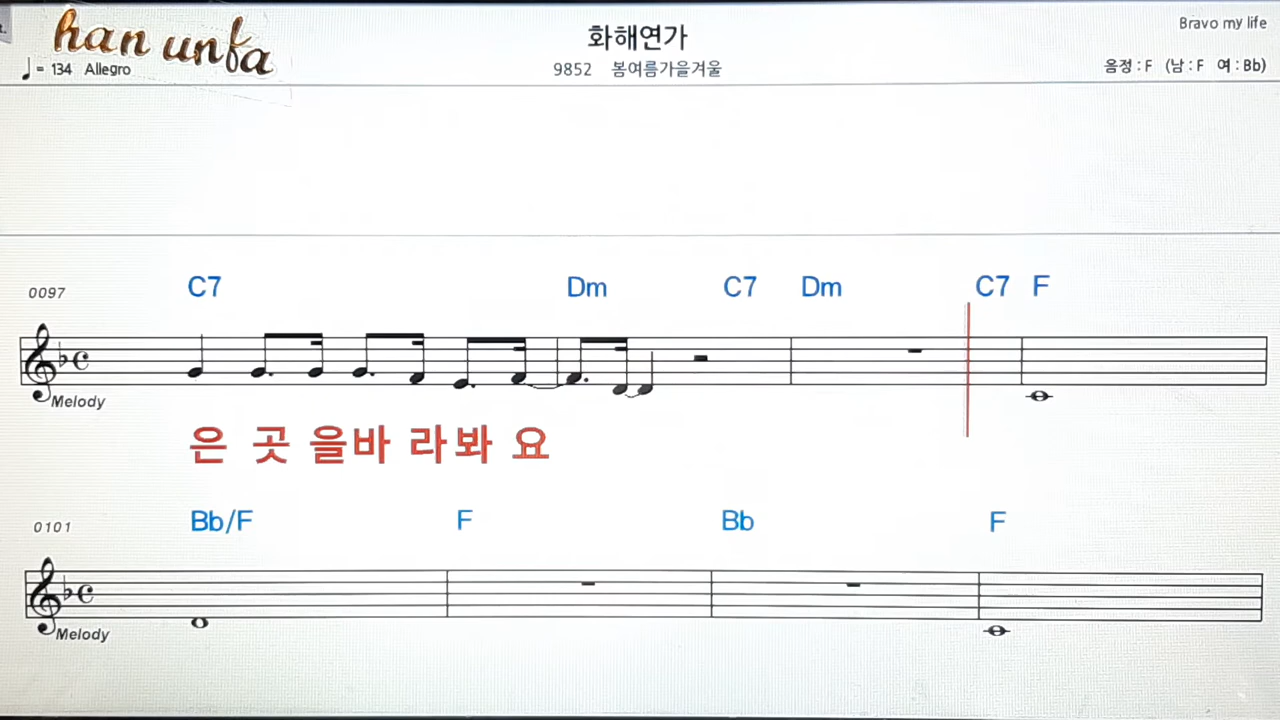 han unfa
화해연가
Bravo my life
♩= 134 Allegro
9852 봄여름가을겨울
음정 : F (남 : F 여 : Bb)
0097
C7 Dm C7 Dm C7 F
Melody
은 곳 을바 라봐 요
0101
Bb/F F Bb F
Melody